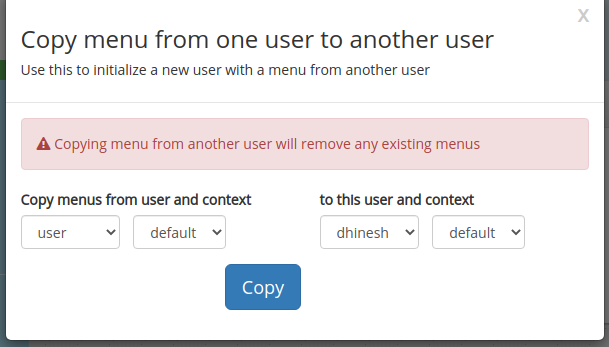 X
Copy menu from one user to another user
Use this to initialize a new user with a menu from another user
Copying menu from another user will remove any existing menus
Copy menus from user and context to this user and context
user default dhinesh default
Copy